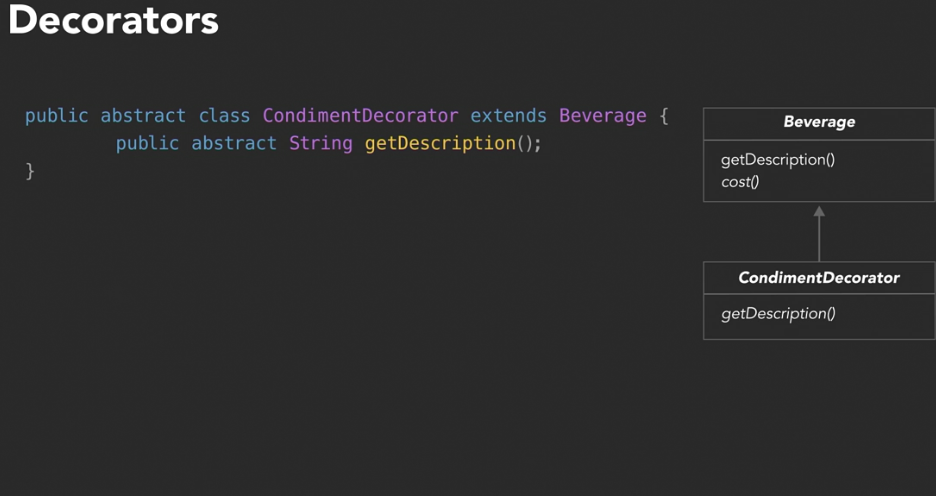 Decorators
public abstract class CondimentDecorator extends Beverage {
public abstract String getDescription();
}
Beverage
getDescription()
cost()
CondimentDecorator
getDescription()